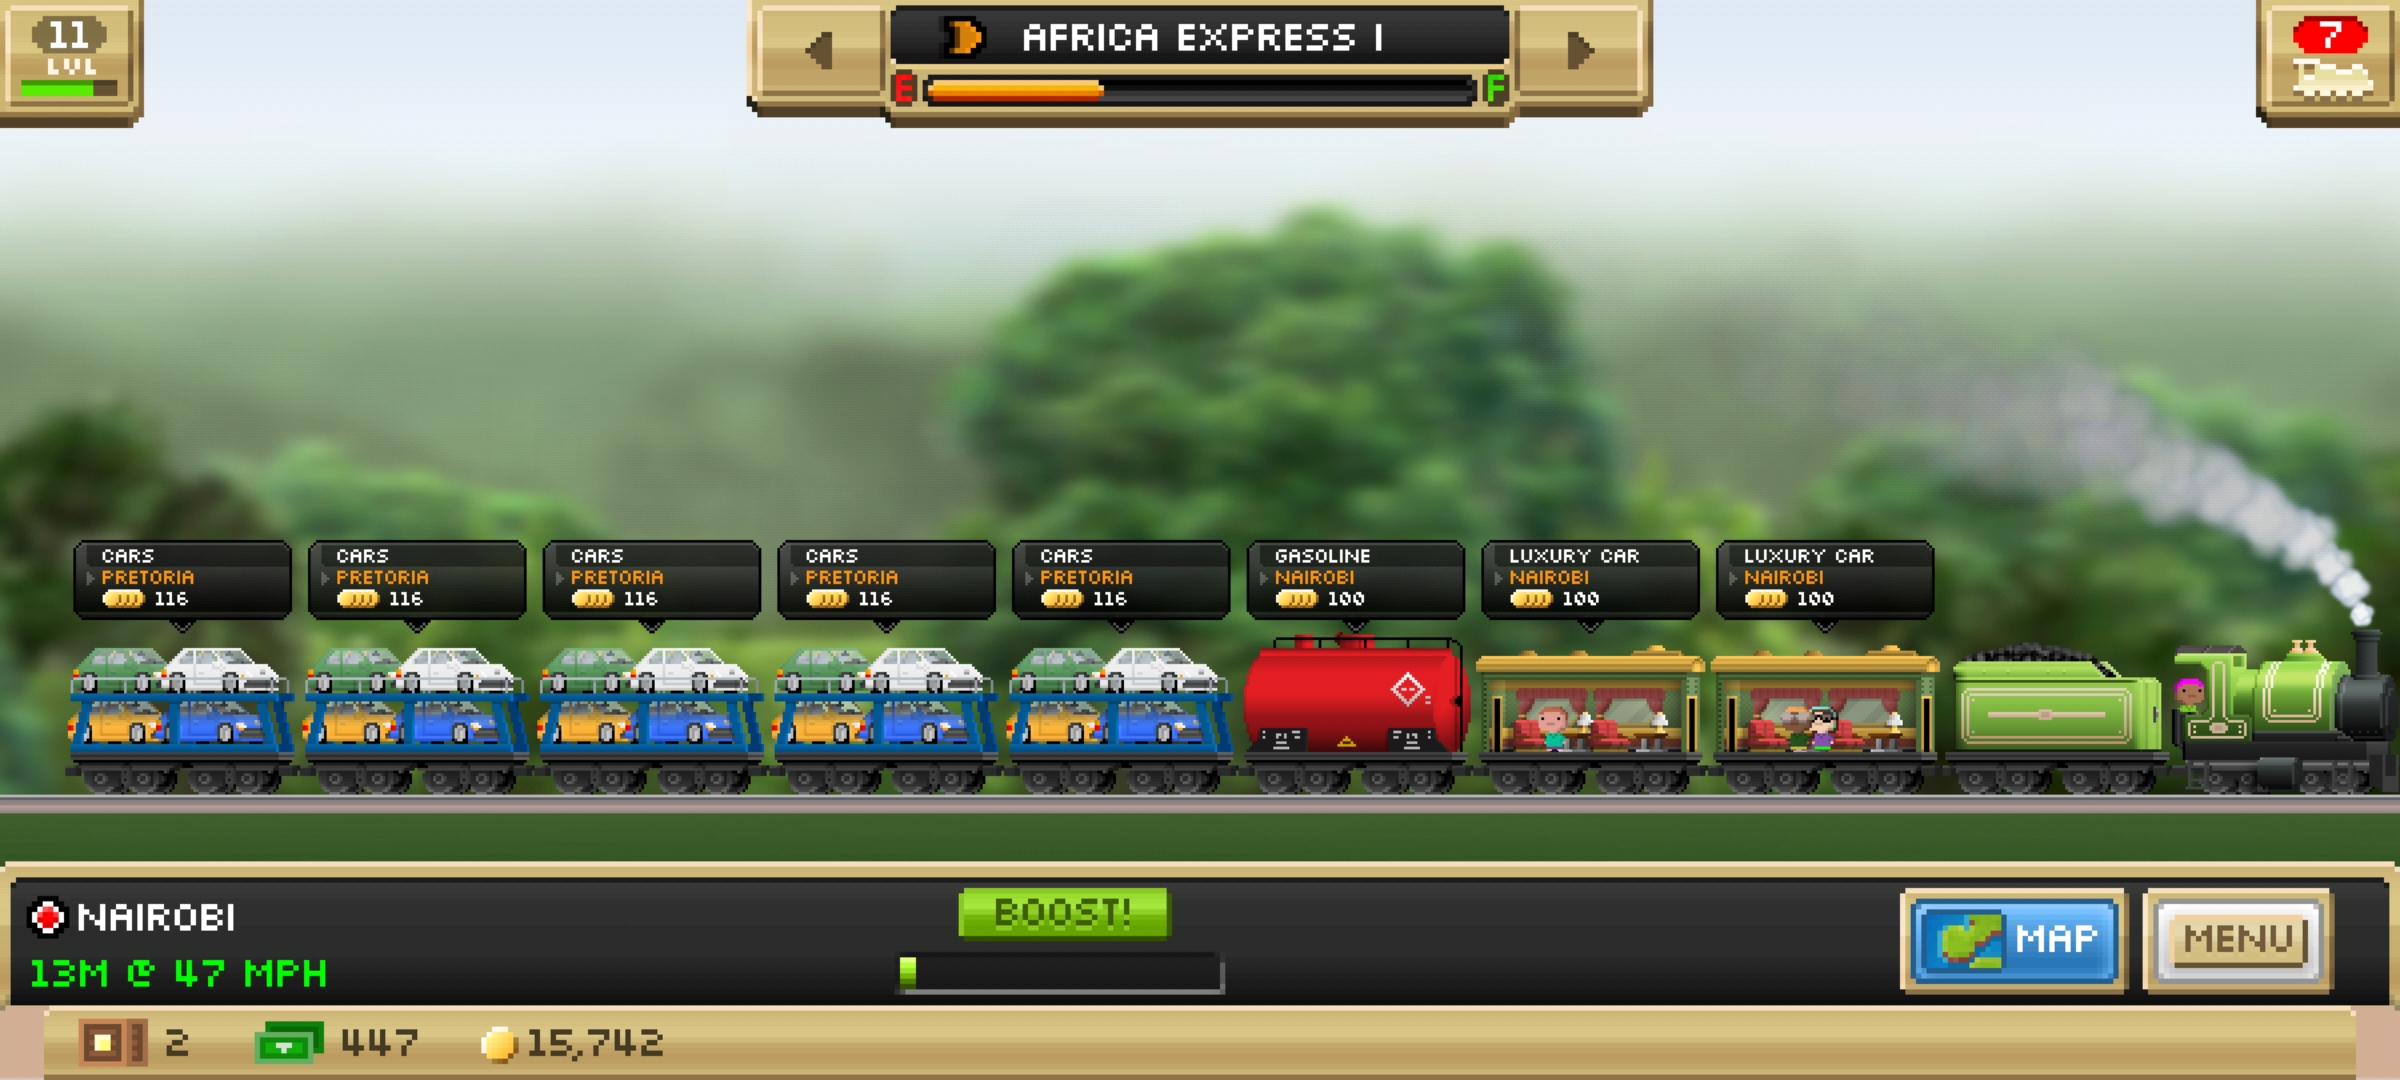 11
LVL
AFRICA EXPRESS I
E F
7
CARS
PRETORIA
116
CARS
PRETORIA
116
CARS
PRETORIA
116
CARS
PRETORIA
116
CARS
PRETORIA
116
GASOLINE
NAIROBI
100
LUXURY CAR
NAIROBI
100
LUXURY CAR
NAIROBI
100
NAIROBI
13M @ 47 MPH
BOOST!
MAP
MENU
2
447
15,742